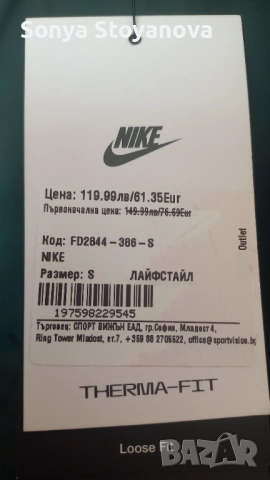 Sonya Stoyanova
NIKE
Цена: 119.99лв/61.35Eur
Първоначална цена: 149.99лв/76.69Eur
Код: FD2844-386-S
NIKE
Размер: S ЛАЙФСТАЙЛ
Outlet
197598229545
Търговец: СПОРТ ВИЖЪН ЕАД, гр.София, Младост 4,
Ring Tower Mladost, ет.7, + 359 88 2706622, office@sportvision.bg
THERMA-FIT
Loose Fit
BAZAR